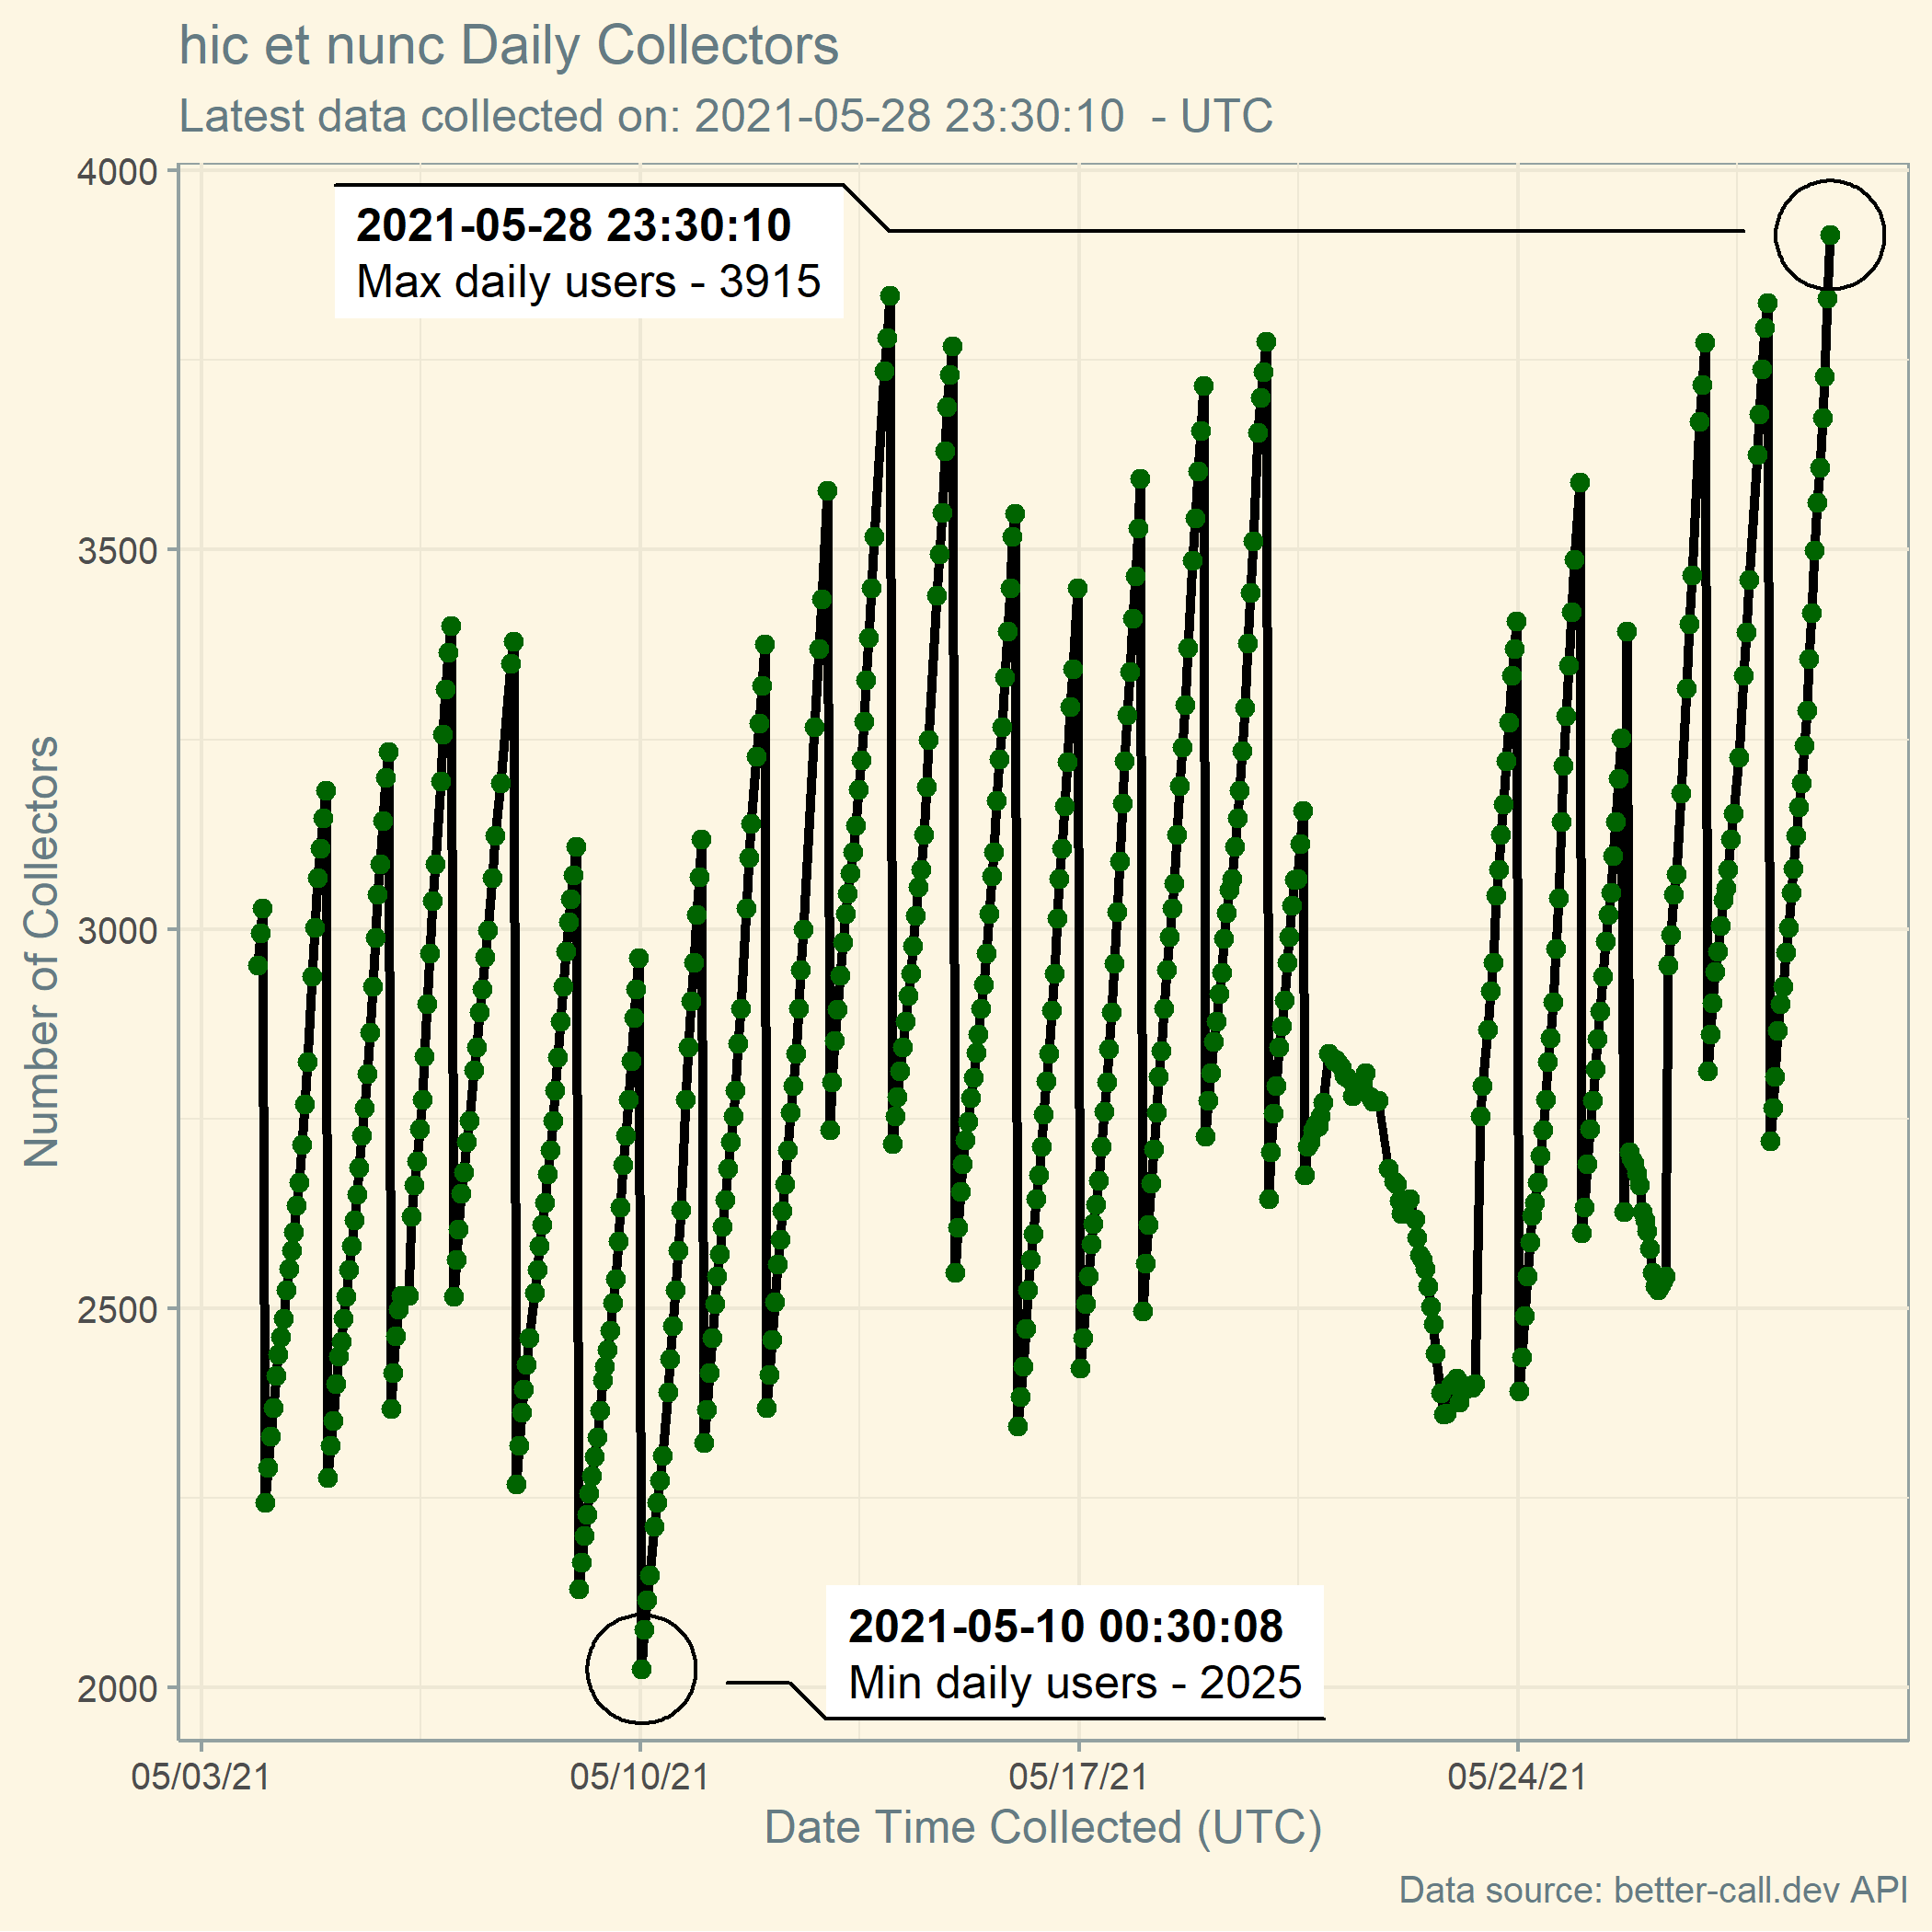 hic et nunc Daily Collectors
Latest data collected on: 2021-05-28 23:30:10  - UTC
4000
2021-05-28 23:30:10
Max daily users - 3915
3500
3000
Number of Collectors
2500
2021-05-10 00:30:08
Min daily users - 2025
2000
05/03/21 05/10/21 05/17/21 05/24/21
Date Time Collected (UTC)
Data source: better-call.dev API